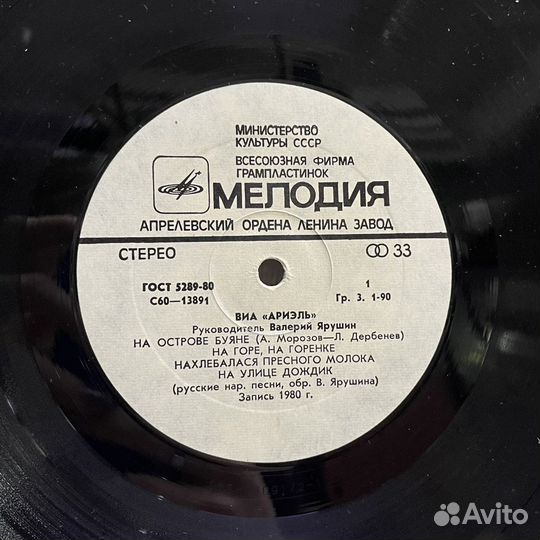 МИНИСТЕРСТВО
КУЛЬТУРЫ СССР
ВСЕСОЮЗНАЯ ФИРМА
ГРАМПЛАСТИНОК
МЕЛОДИЯ
АПРЕЛЕВСКИЙ ОРДЕНА ЛЕНИНА ЗАВОД
СТЕРЕО 33
ГОСТ 5289-80 1
С60—13891 Гр. 3. 1-90
ВИА «АРИЭЛЬ»
Руководитель Валерий Ярушин
НА ОСТРОВЕ БУЯНЕ (А. Морозов—Л. Дербенев)
НА ГОРЕ, НА ГОРЕНКЕ
НАХЛЕБАЛАСЯ ПРЕСНОГО МОЛОКА
НА УЛИЦЕ ДОЖДИК
(русские нар. песни, обр. В. Ярушина)
Запись 1980 г.
Avito